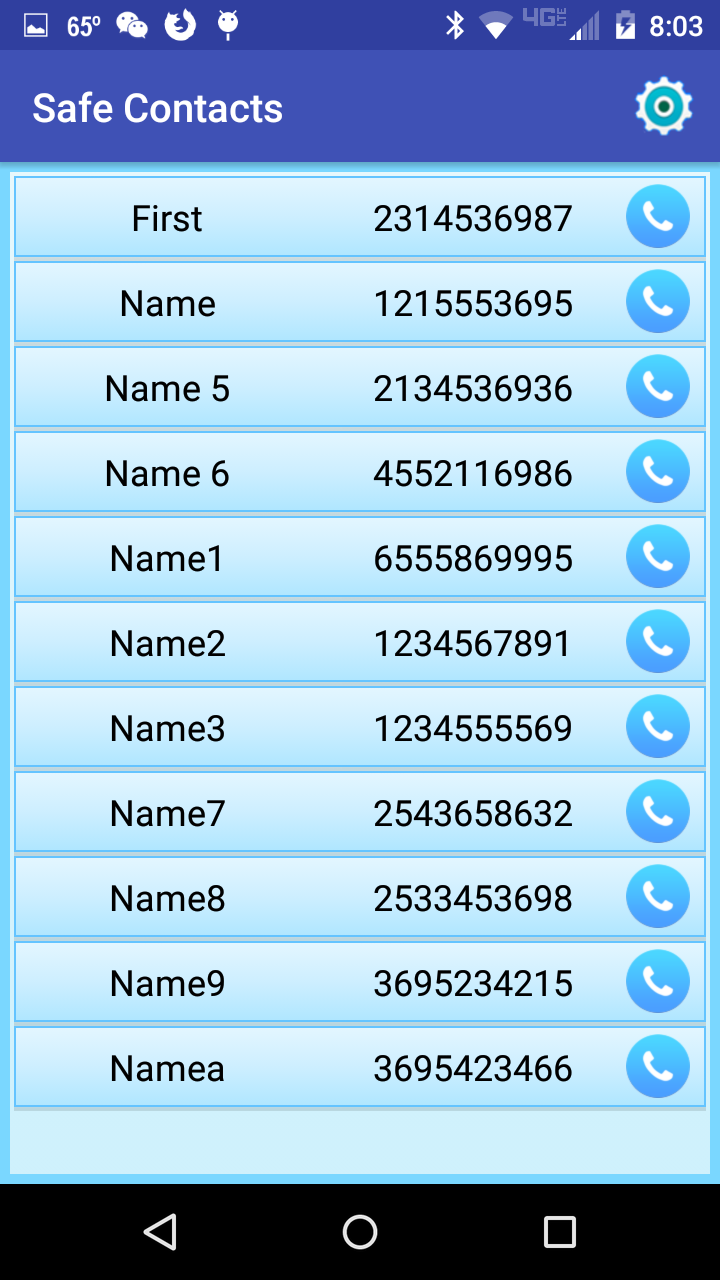 65º 4G LTE 8:03
Safe Contacts
First 2314536987
Name 1215553695
Name 5 2134536936
Name 6 4552116986
Name1 6555869995
Name2 1234567891
Name3 1234555569
Name7 2543658632
Name8 2533453698
Name9 3695234215
Namea 3695423466